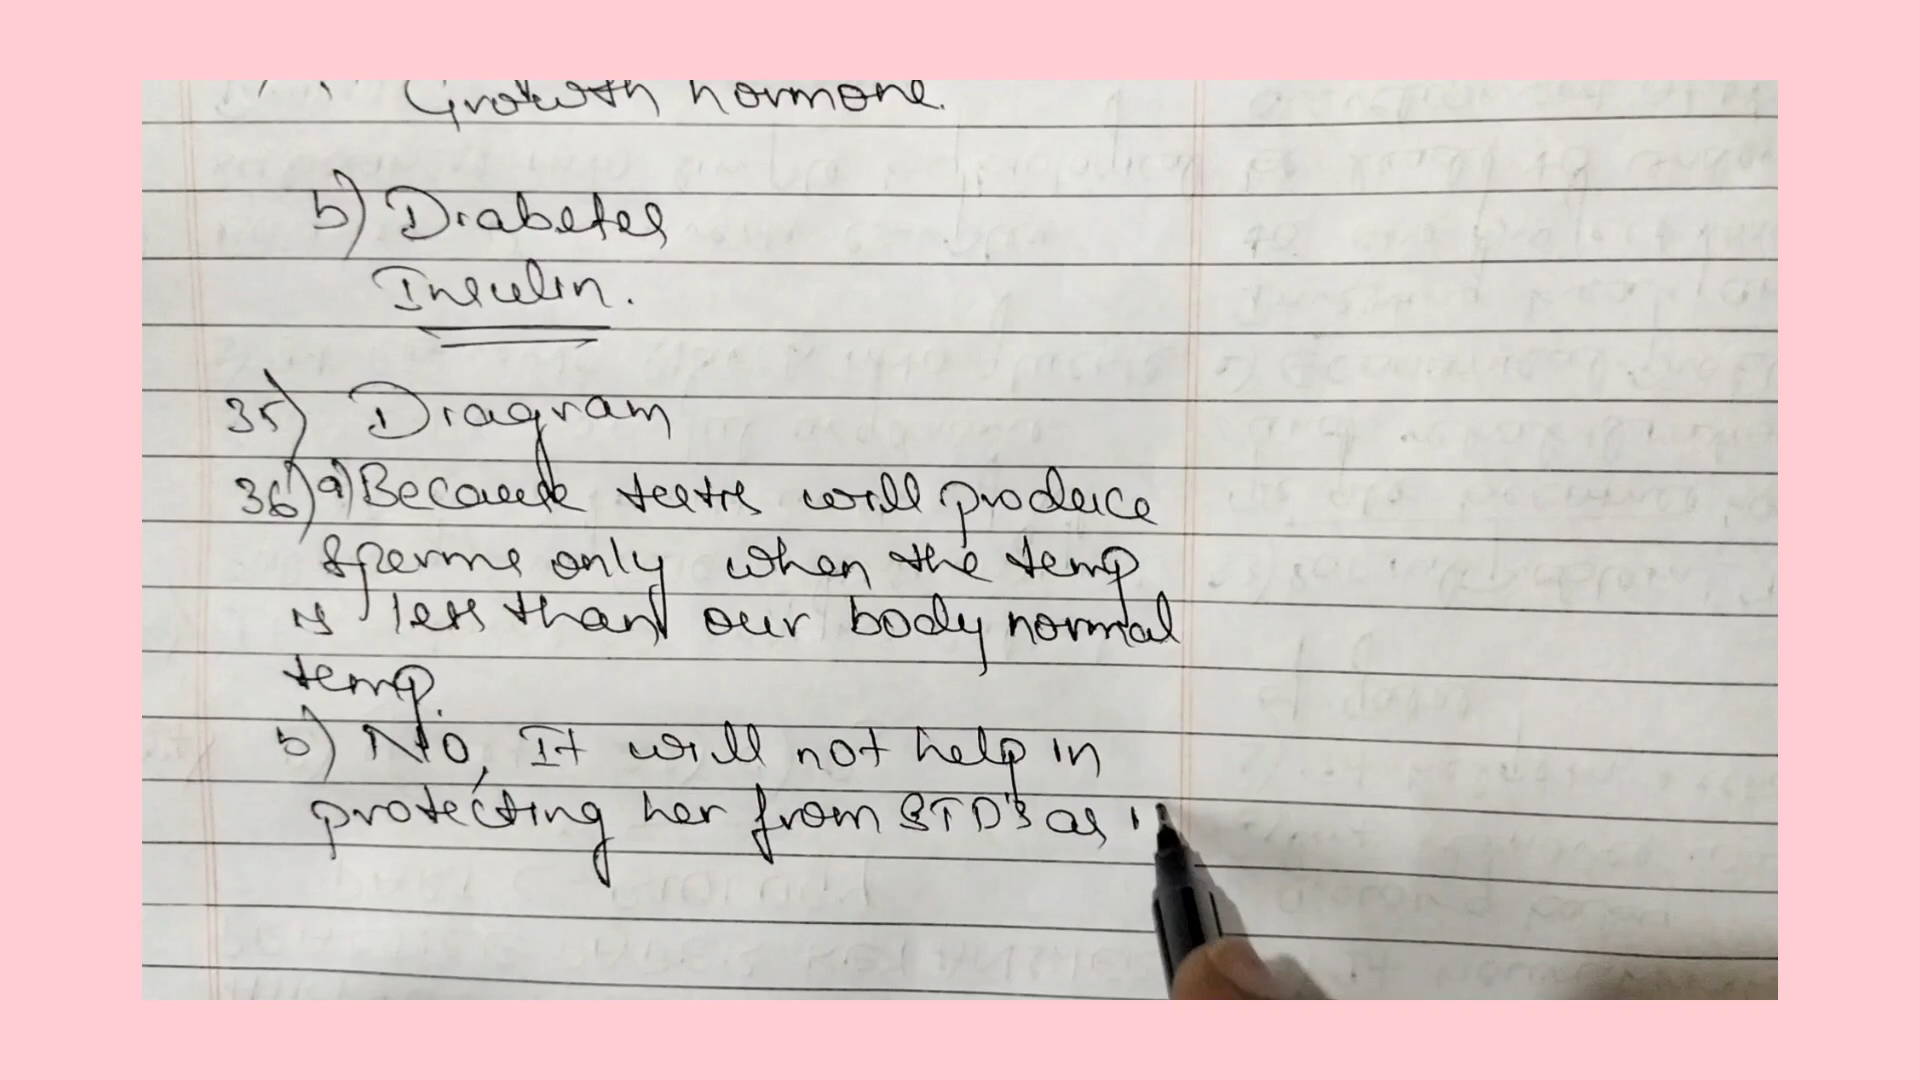 Growth hormone.
b) Diabetes
Insulin.
35) Diagram
36) a) Because testis will produce
sperms only when the temp
is less than our body normal
temp.
b) No, It will not help in
protecting her from STD's as